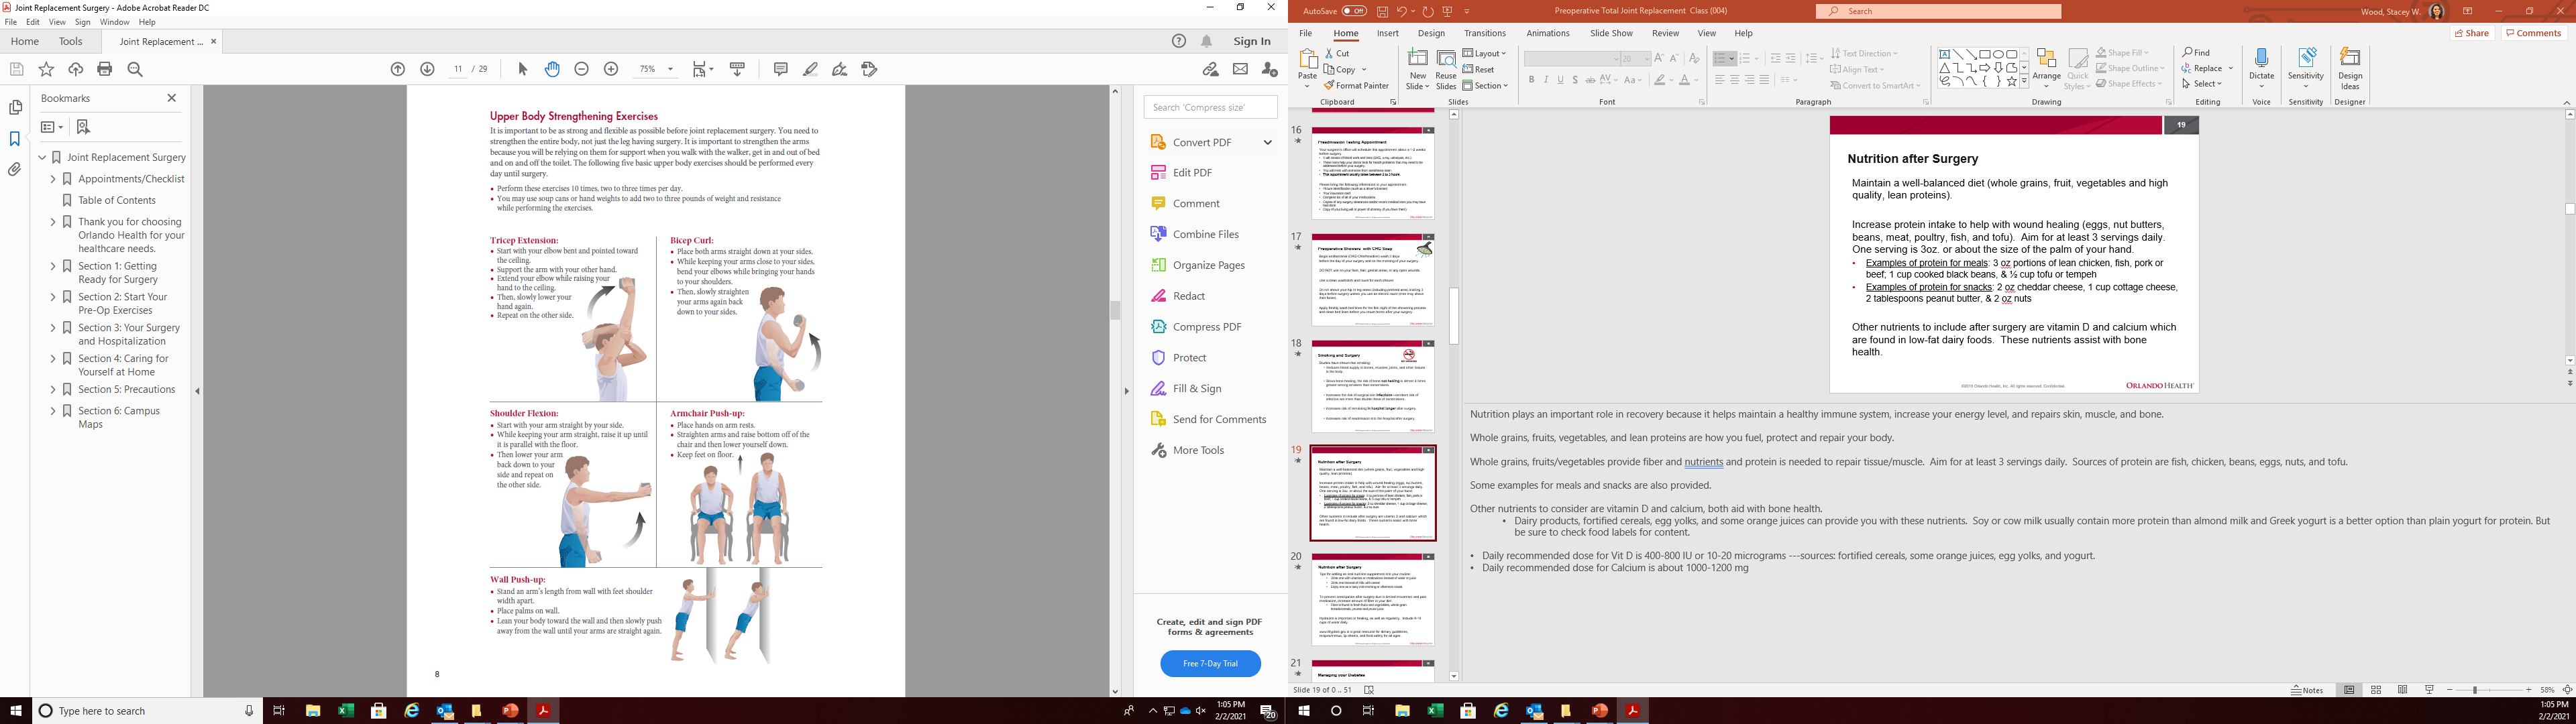 Joint Replacement Surgery - Adobe Acrobat Reader DC
File Edit View Sign Window Help
Home Tools Joint Replacement ... × Sign In
11 / 29 75%
Bookmarks
Joint Replacement Surgery
Appointments/Checklist
Table of Contents
Thank you for choosing
Orlando Health for your
healthcare needs.
Section 1: Getting
Ready for Surgery
Section 2: Start Your
Pre-Op Exercises
Section 3: Your Surgery
and Hospitalization
Section 4: Caring for
Yourself at Home
Section 5: Precautions
Section 6: Campus
Maps
Upper Body Strengthening Exercises
It is important to be as strong and flexible as possible before joint replacement surgery. You need to
strengthen the entire body, not just the leg having surgery. It is important to strengthen the arms
because you will be relying on them for support when you walk with the walker, get in and out of bed
and on and off the toilet. The following five basic upper body exercises should be performed every
day until surgery.
• Perform these exercises 10 times, two to three times per day.
• You may use soup cans or hand weights to add two to three pounds of weight and resistance
while performing the exercises.
Tricep Extension:
• Start with your elbow bent and pointed toward
the ceiling.
• Support the arm with your other hand.
• Extend your elbow while raising your
hand to the ceiling.
• Then, slowly lower your
hand again.
• Repeat on the other side.
Bicep Curl:
• Place both arms straight down at your sides.
• While keeping your arms close to your sides,
bend your elbows while bringing your hands
to your shoulders.
• Then, slowly straighten
your arms again back
down to your sides.
Shoulder Flexion:
• Start with your arm straight by your side.
• While keeping your arm straight, raise it up until
it is parallel with the floor.
• Then lower your arm
back down to your
side and repeat on
the other side.
Armchair Push-up:
• Place hands on arm rests.
• Straighten arms and raise bottom off of the
chair and then lower yourself down.
• Keep feet on floor.
Wall Push-up:
• Stand an arm's length from wall with feet shoulder
width apart.
• Place palms on wall.
• Lean your body toward the wall and then slowly push
away from the wall until your arms are straight again.
8
Search 'Compress size'
Convert PDF
Edit PDF
Comment
Combine Files
Organize Pages
Redact
Compress PDF
Protect
Fill & Sign
Send for Comments
More Tools
Create, edit and sign PDF
forms & agreements
Free 7-Day Trial
Type here to search
1:05 PM
2/2/2021
20
AutoSave Off Preoperative Total Joint Replacement Class (004) Search Wood, Stacey W.
File Home Insert Design Transitions Animations Slide Show Review View Help Share Comments
Paste Cut Copy Format Painter
Clipboard
New Slide Reuse Slides Layout Reset Section
Slides
20
Font
Text Direction Align Text Convert to SmartArt
Paragraph
Arrange Quick Styles Shape Fill Shape Outline Shape Effects
Drawing
Find Replace Select
Editing
Dictate
Voice
Sensitivity
Sensitivity
Design Ideas
Designer
16
17
18
Smoking and Surgery
19
Nutrition after Surgery
20
Nutrition after Surgery
21
Managing your Diabetes
19
Nutrition after Surgery
Maintain a well-balanced diet (whole grains, fruit, vegetables and high
quality, lean proteins).
Increase protein intake to help with wound healing (eggs, nut butters,
beans, meat, poultry, fish, and tofu). Aim for at least 3 servings daily.
One serving is 3oz. or about the size of the palm of your hand.
• Examples of protein for meals: 3 oz portions of lean chicken, fish, pork or
beef; 1 cup cooked black beans, & ½ cup tofu or tempeh
• Examples of protein for snacks: 2 oz cheddar cheese, 1 cup cottage cheese,
2 tablespoons peanut butter, & 2 oz nuts
Other nutrients to include after surgery are vitamin D and calcium which
are found in low-fat dairy foods. These nutrients assist with bone
health.
ORLANDO HEALTH
Nutrition plays an important role in recovery because it helps maintain a healthy immune system, increase your energy level, and repairs skin, muscle, and bone.
Whole grains, fruits, vegetables, and lean proteins are how you fuel, protect and repair your body.
Whole grains, fruits/vegetables provide fiber and nutrients and protein is needed to repair tissue/muscle. Aim for at least 3 servings daily. Sources of protein are fish, chicken, beans, eggs, nuts, and tofu.
Some examples for meals and snacks are also provided.
Other nutrients to consider are vitamin D and calcium, both aid with bone health.
• Dairy products, fortified cereals, egg yolks, and some orange juices can provide you with these nutrients. Soy or cow milk usually contain more protein than almond milk and Greek yogurt is a better option than plain yogurt for protein. But
be sure to check food labels for content.
• Daily recommended dose for Vit D is 400-800 IU or 10-20 micrograms ---sources: fortified cereals, some orange juices, egg yolks, and yogurt.
• Daily recommended dose for Calcium is about 1000-1200 mg
Slide 19 of 0 .. 51 Notes 58%
1:05 PM
2/2/2021